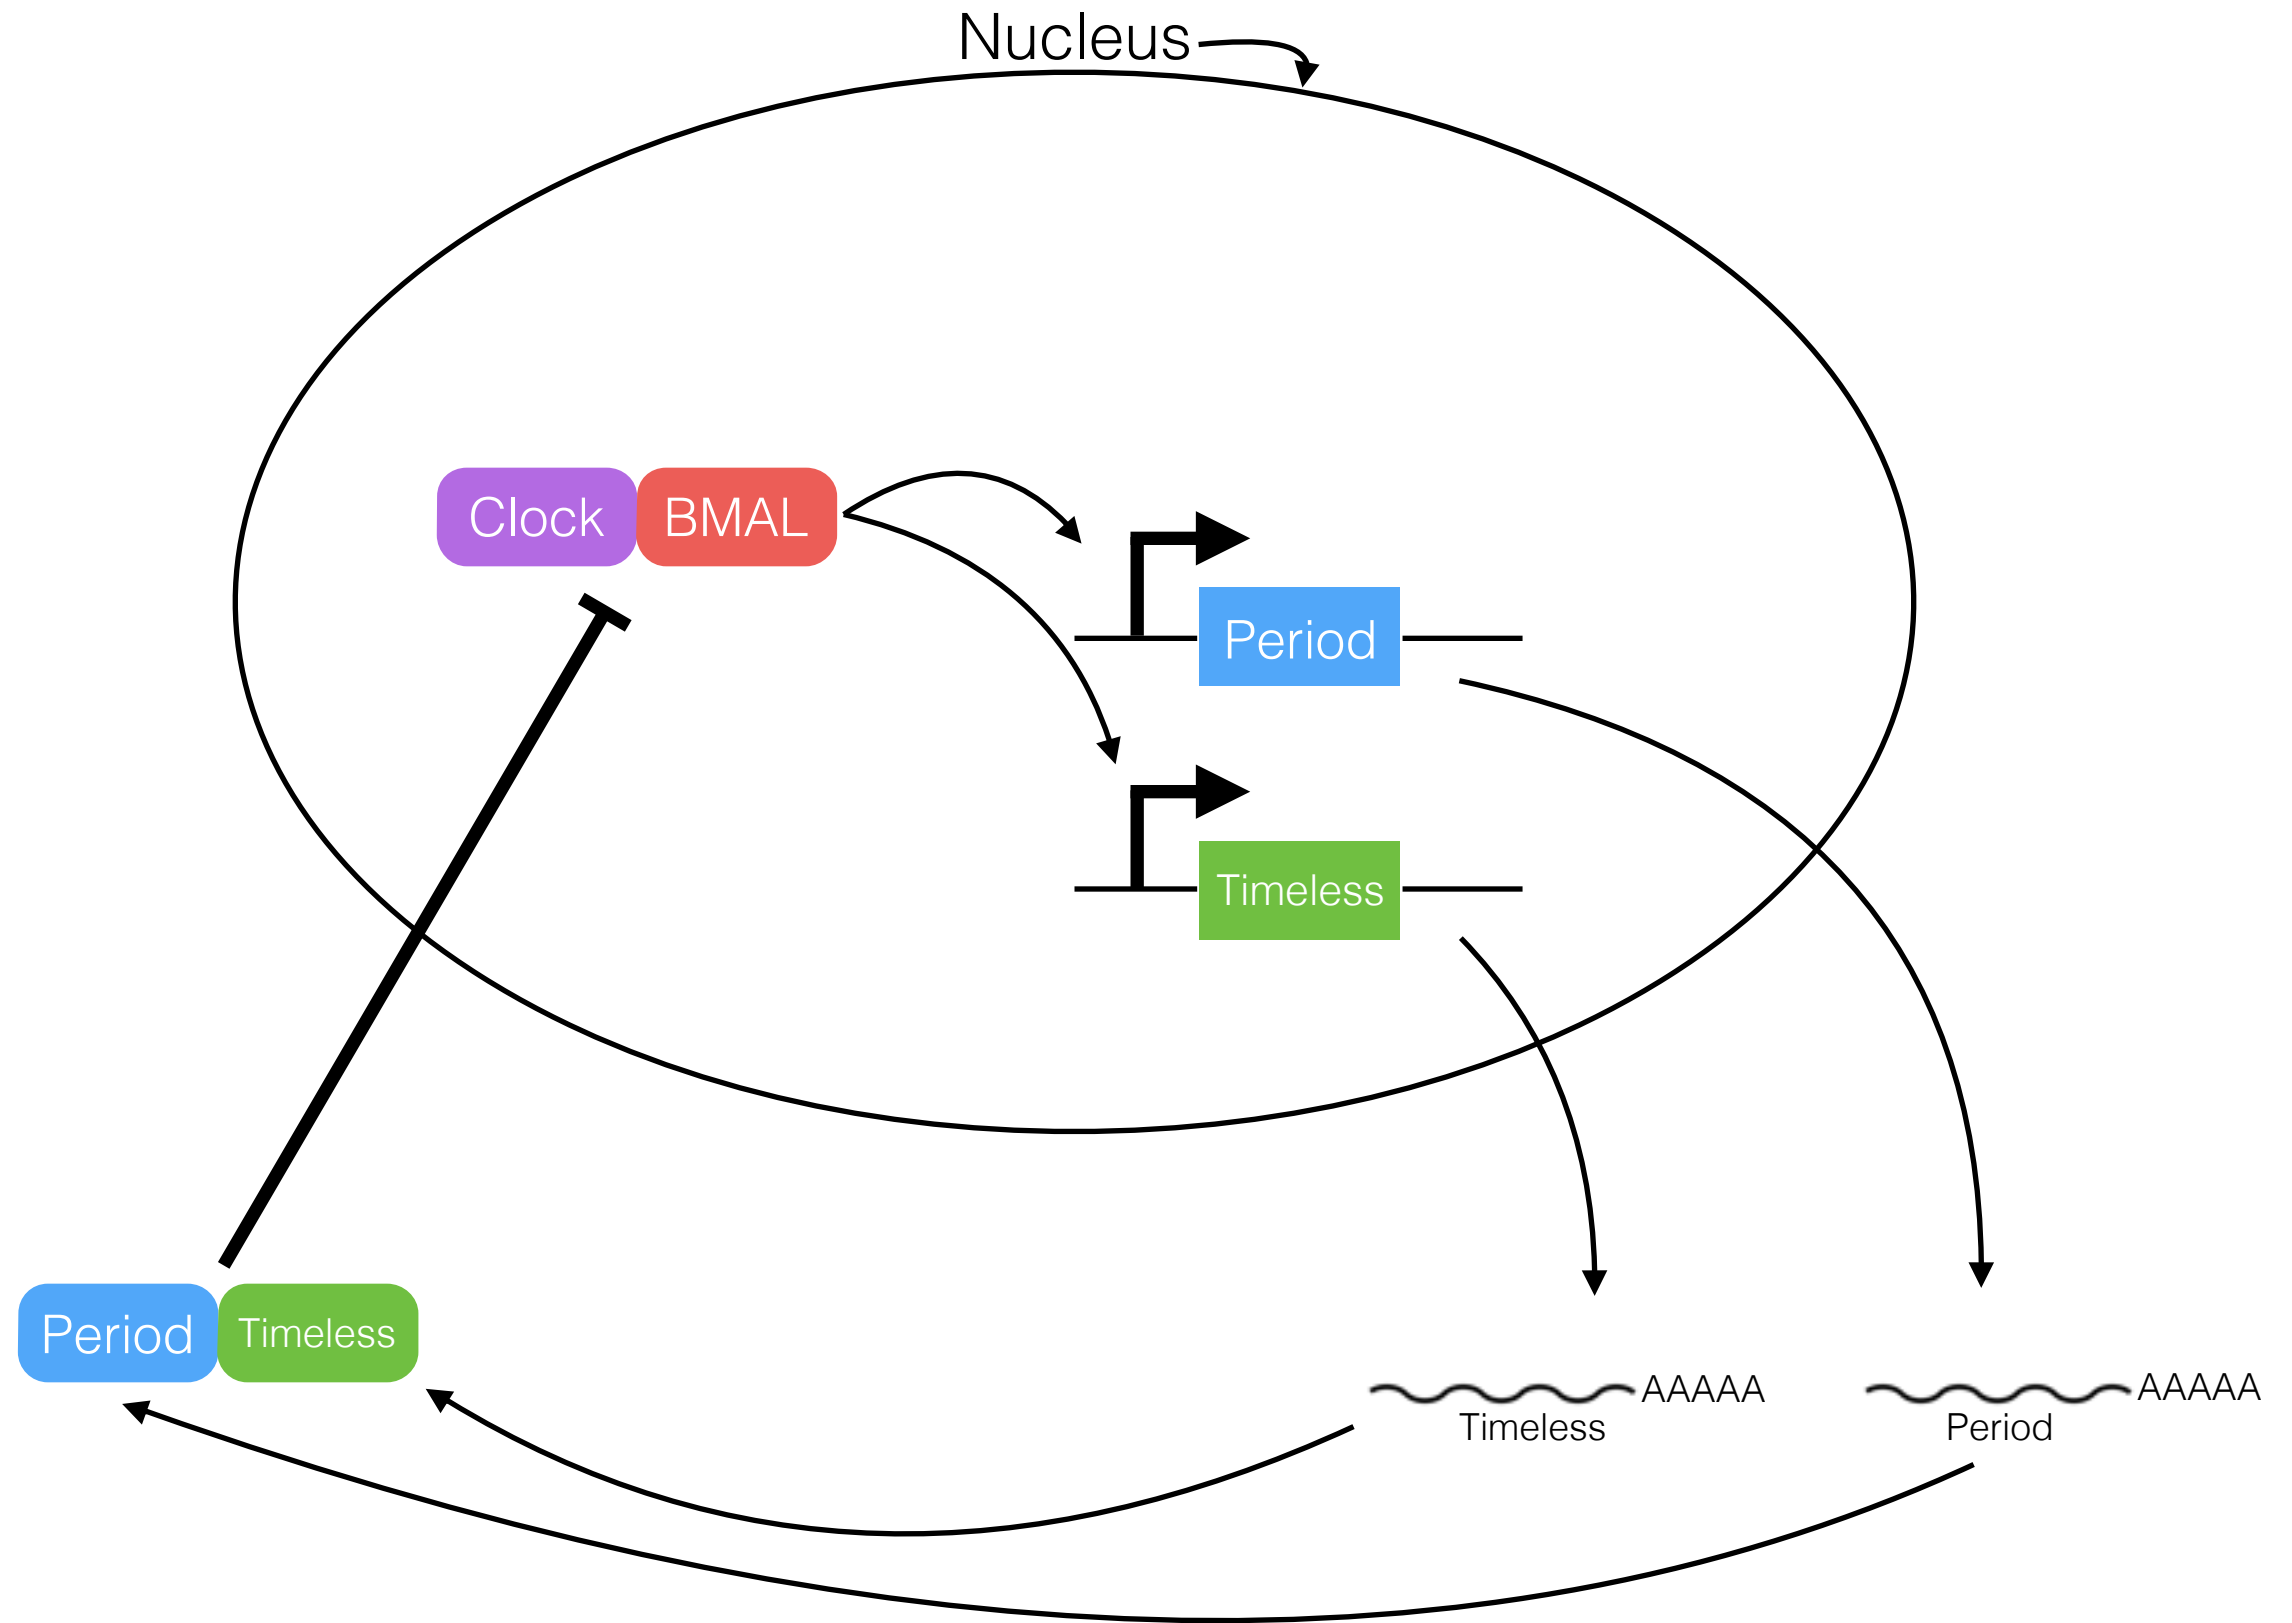 Nucleus
Clock
BMAL
Period
Timeless
Period
Timeless
AAAAA
Timeless
AAAAA
Period